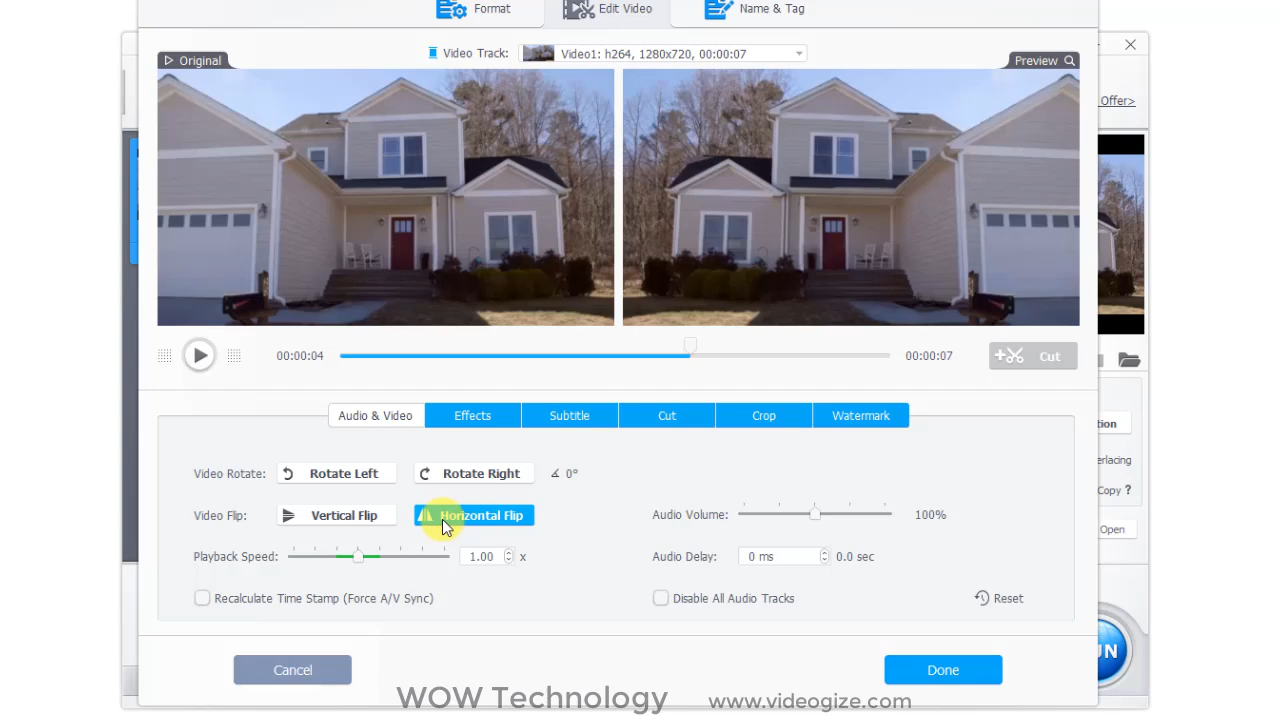 Format
Edit Video
Name & Tag
Video Track:
Video1: h264, 1280x720, 00:00:07
Original
Preview
Offer>
00:00:04
00:00:07
Cut
Audio & Video
Effects
Subtitle
Cut
Crop
Watermark
Video Rotate:
Rotate Left
Rotate Right
0°
Video Flip:
Vertical Flip
Horizontal Flip
Audio Volume:
100%
Playback Speed:
1.00
x
Audio Delay:
0 ms
0.0 sec
Recalculate Time Stamp (Force A/V Sync)
Disable All Audio Tracks
Reset
Copy ?
Open
Cancel
Done
WOW Technology
www.videogize.com